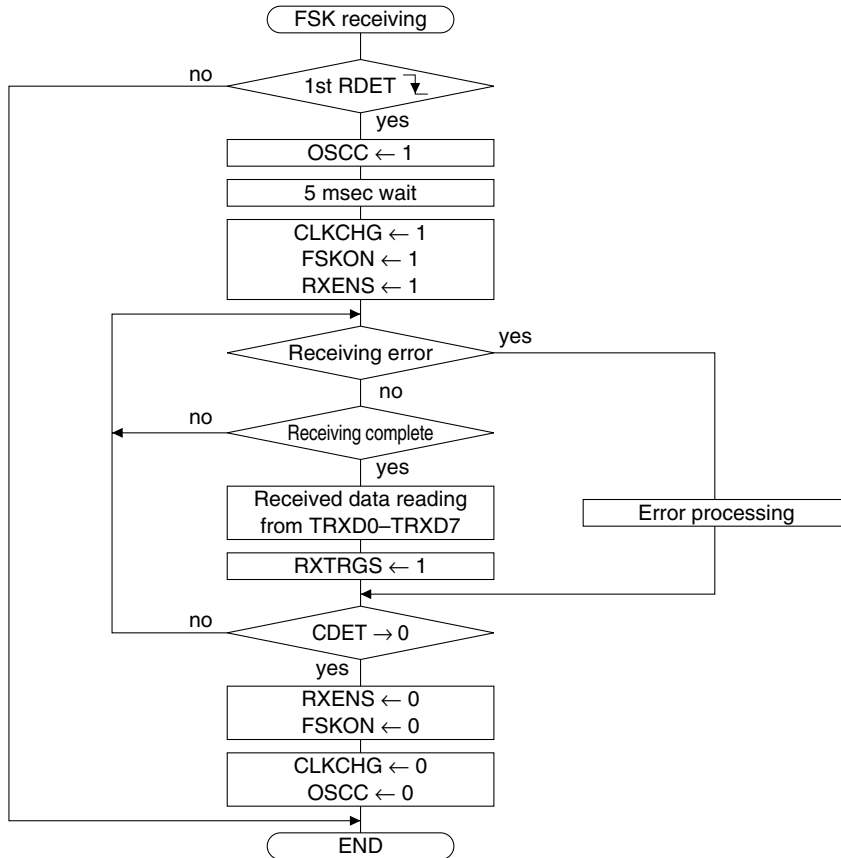 FSK receiving
no
1st RDET
yes
OSCC ← 1
5 msec wait
CLKCHG ← 1
FSKON ← 1
RXENS ← 1
Receiving error
yes
no
no
Receiving complete
yes
Received data reading
from TRXD0–TRXD7
Error processing
RXTRGS ← 1
no
CDET → 0
yes
RXENS ← 0
FSKON ← 0
CLKCHG ← 0
OSCC ← 0
END